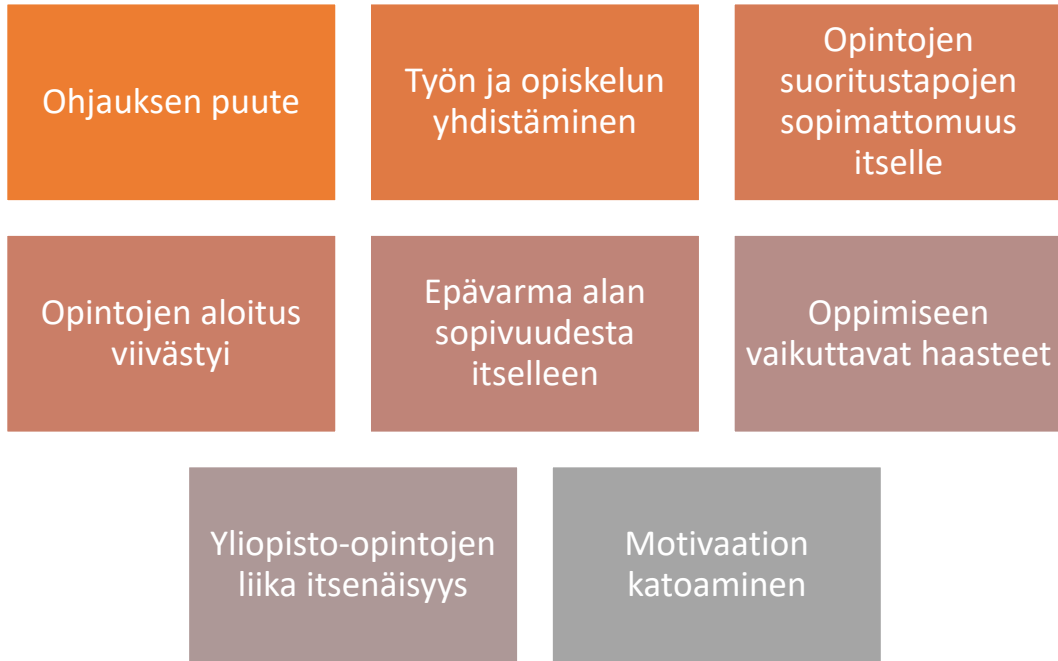 Ohjauksen puute
Työn ja opiskelun
yhdistäminen
Opintojen
suoritustapojen
sopimattomuus
itselle
Opintojen aloitus
viivästyi
Epävarma alan
sopivuudesta
itselleen
Oppimiseen
vaikuttavat haasteet
Yliopisto-opintojen
liika itsenäisyys
Motivaation
katoaminen